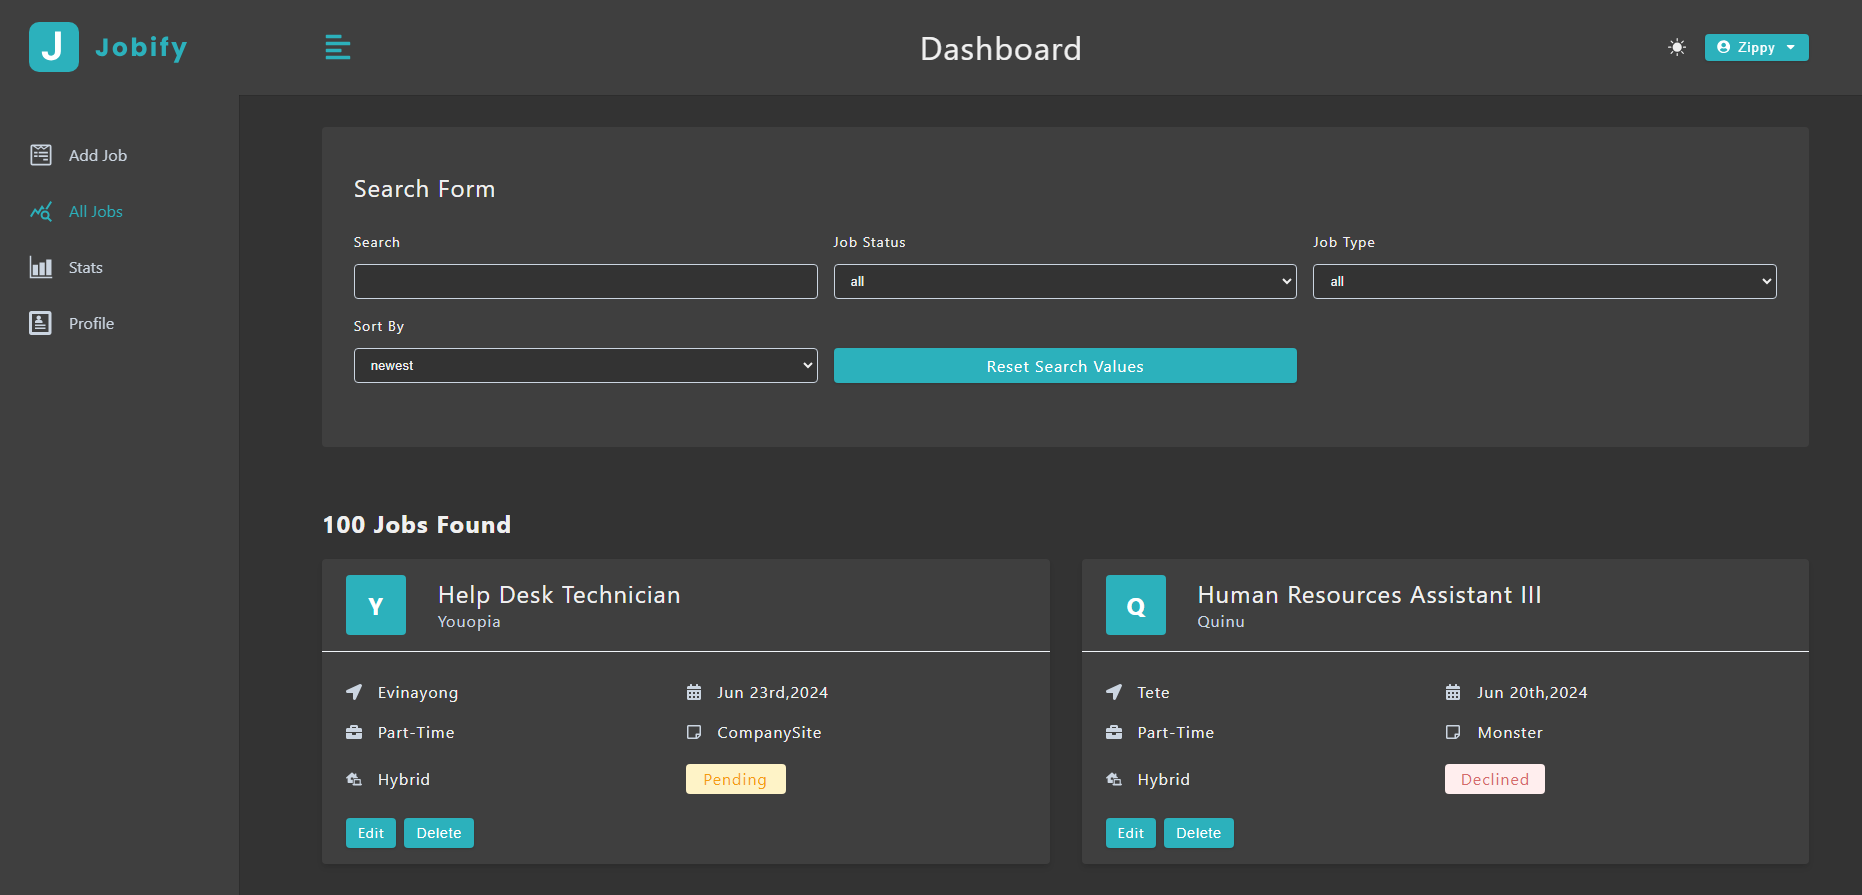 J Jobify
Dashboard
Zippy
Add Job
All Jobs
Stats
Profile
Search Form
Search
Job Status
Job Type
all
all
Sort By
newest
Reset Search Values
100 Jobs Found
Y
Help Desk Technician
Youopia
Evinayong
Jun 23rd,2024
Part-Time
CompanySite
Hybrid
Pending
Edit
Delete
Q
Human Resources Assistant III
Quinu
Tete
Jun 20th,2024
Part-Time
Monster
Hybrid
Declined
Edit
Delete